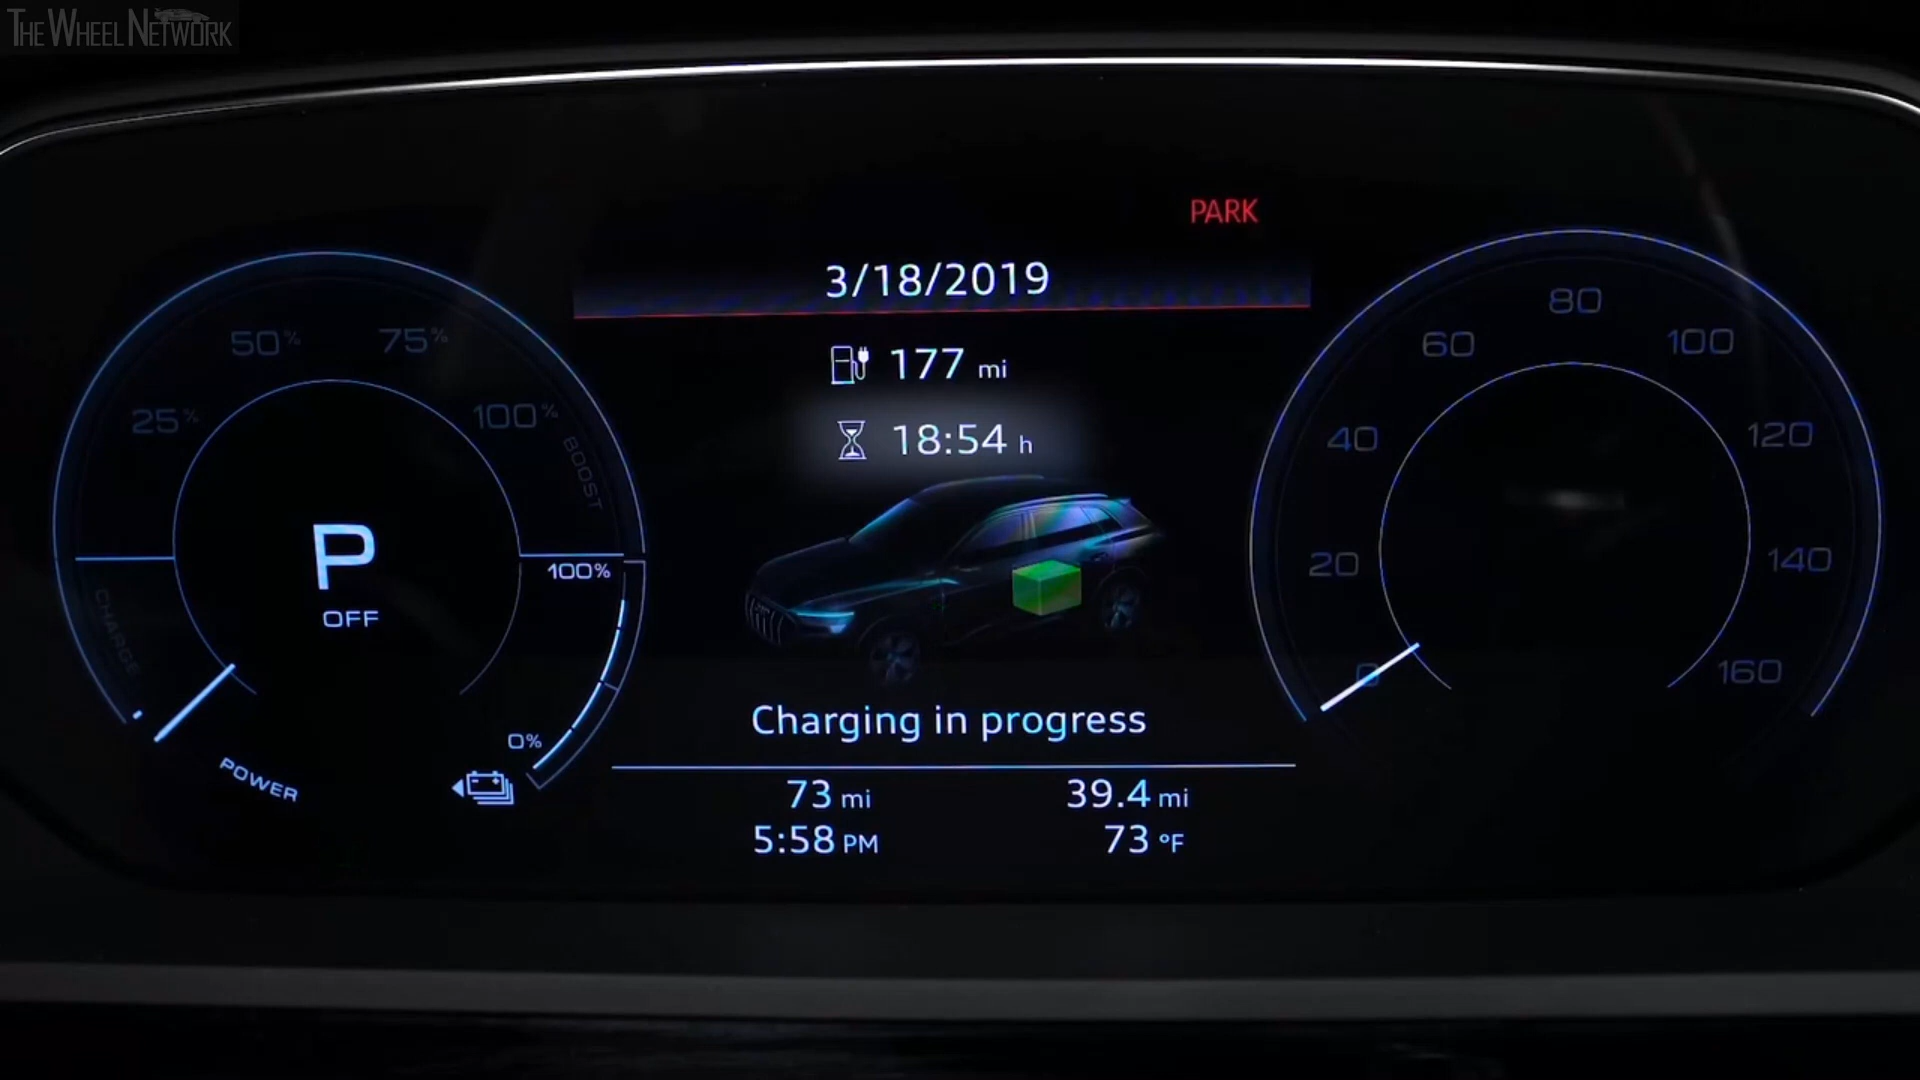 THE WHEEL NETWORK
PARK
3/18/2019
177 mi
18:54 h
25%
50%
75%
100%
BOOST
CHARGE
P
OFF
100%
0%
POWER
0
20
40
60
80
100
120
140
160
Charging in progress
73 mi
39.4 mi
5:58 PM
73 °F